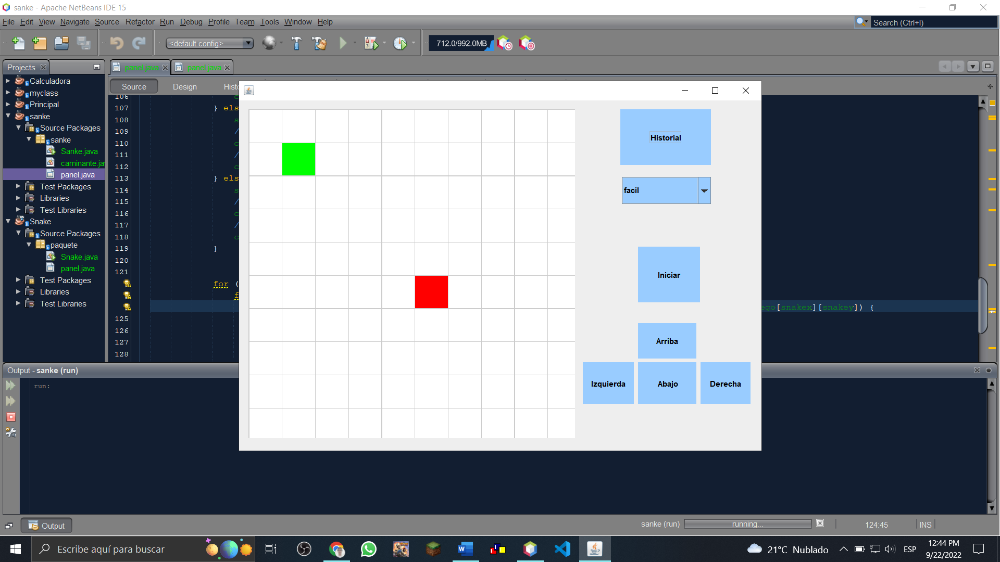 sanke - Apache NetBeans IDE 15
File Edit View Navigate Source Refactor Run Debug Profile Team Tools Window Help
Search (Ctrl+I)
<default config>
712.0/992.0MB
Projects
panel.java
panel.java
Calculadora
myclass
Principal
sanke
Source Packages
sanke
Sanke.java
caminante.ja
panel.java
Test Packages
Libraries
Test Libraries
Snake
Source Packages
paquete
Snake.java
panel.java
Test Packages
Libraries
Test Libraries
Source Design Histo
106
107 } els
108 s
109 /
110 c
111 /
112 c
113 } els
114 s
115 /
116 c
117 /
118 c
119 }
120
121
for (
f
ego[snakex][snakey]) {
125
126
127
128
Historial
facil
Iniciar
Arriba
Izquierda Abajo Derecha
Output - sanke (run)
run:
Output
sanke (run) running... 124:45 INS
Escribe aquí para buscar
21°C Nublado
ESP
12:44 PM
9/22/2022